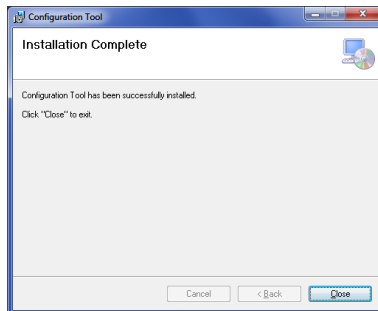 Configuration Tool
Installation Complete
Configuration Tool has been successfully installed.
Click "Close" to exit.
Cancel
< Back
Close